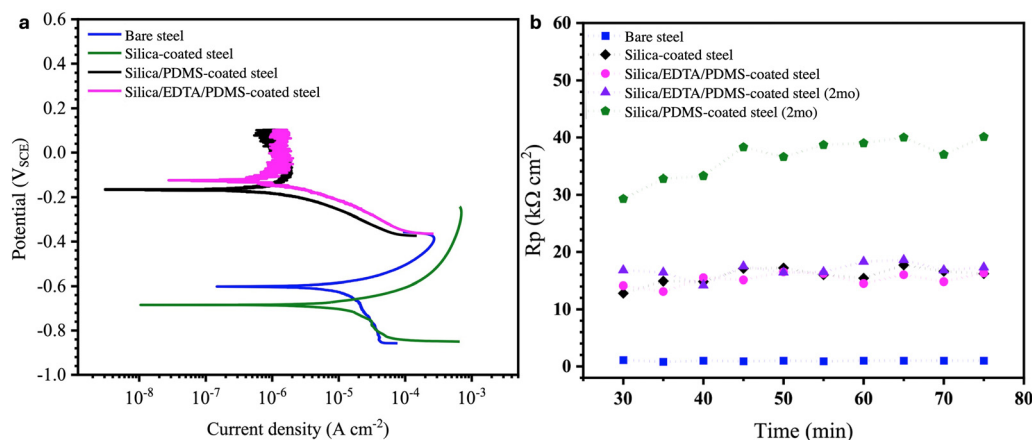 a
0.6
0.4
0.2
0.0
-0.2
-0.4
-0.6
-0.8
-1.0
Potential (V_SCE)
Bare steel
Silica-coated steel
Silica/PDMS-coated steel
Silica/EDTA/PDMS-coated steel
10⁻⁸ 10⁻⁷ 10⁻⁶ 10⁻⁵ 10⁻⁴ 10⁻³
Current density (A cm⁻²)
b
60
50
40
30
20
10
0
Rp (kΩ cm²)
Bare steel
Silica-coated steel
Silica/EDTA/PDMS-coated steel
Silica/EDTA/PDMS-coated steel (2mo)
Silica/PDMS-coated steel (2mo)
30 40 50 60 70 80
Time (min)